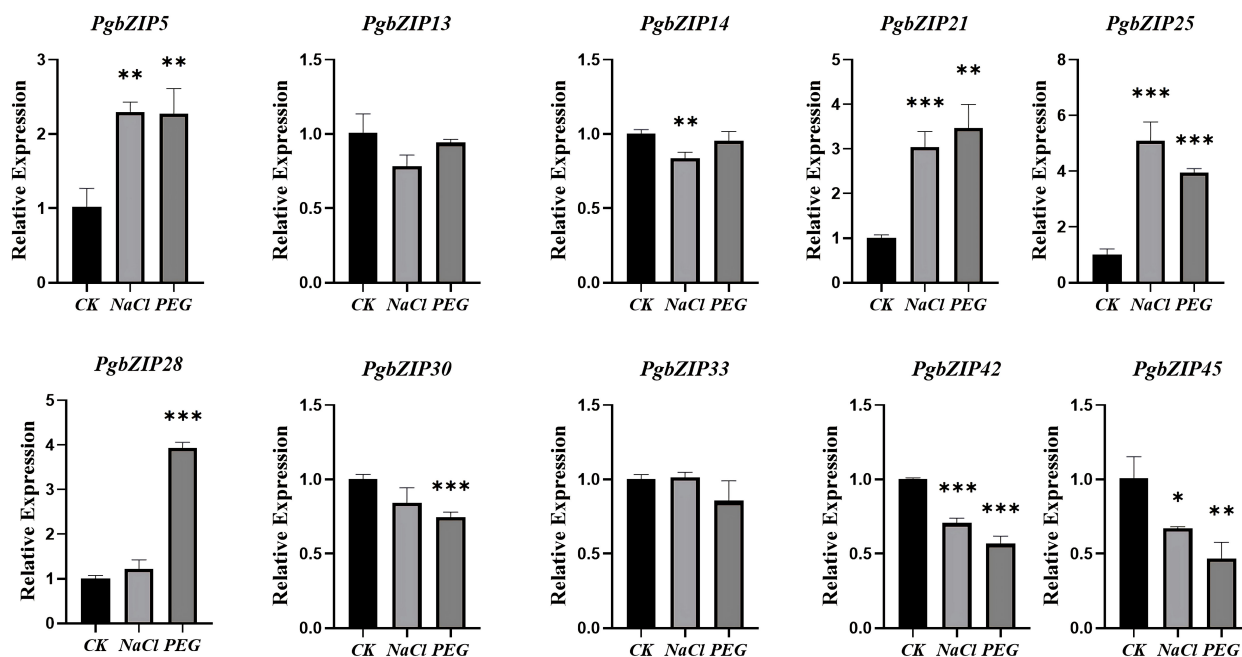 PgbZIP5
Relative Expression
3
2
1
0
**
**
CK NaCl PEG
PgbZIP13
Relative Expression
1.5
1.0
0.5
0.0
CK NaCl PEG
PgbZIP14
Relative Expression
1.5
1.0
0.5
0.0
**
CK NaCl PEG
PgbZIP21
Relative Expression
5
4
3
2
1
0
***
**
CK NaCl PEG
PgbZIP25
Relative Expression
8
6
4
2
0
***
***
CK NaCl PEG
PgbZIP28
Relative Expression
5
4
3
2
1
0
***
CK NaCl PEG
PgbZIP30
Relative Expression
1.5
1.0
0.5
0.0
***
CK NaCl PEG
PgbZIP33
Relative Expression
1.5
1.0
0.5
0.0
CK NaCl PEG
PgbZIP42
Relative Expression
1.5
1.0
0.5
0.0
***
***
CK NaCl PEG
PgbZIP45
Relative Expression
1.5
1.0
0.5
0.0
*
**
CK NaCl PEG